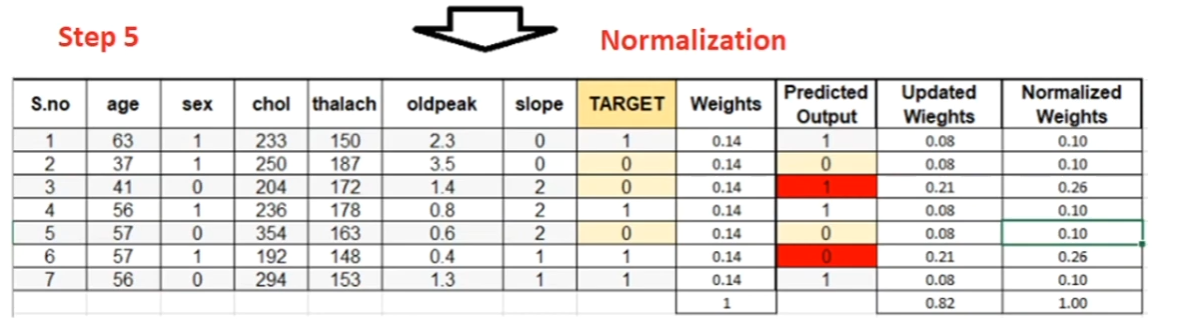 Step 5
Normalization
S.no age sex chol thalach oldpeak slope TARGET Weights Predicted Output Updated Wieghts Normalized Weights
1 63 1 233 150 2.3 0 1 0.14 1 0.08 0.10
2 37 1 250 187 3.5 0 0 0.14 0 0.08 0.10
3 41 0 204 172 1.4 2 0 0.14 1 0.21 0.26
4 56 1 236 178 0.8 2 1 0.14 1 0.08 0.10
5 57 0 354 163 0.6 2 0 0.14 0 0.08 0.10
6 57 1 192 148 0.4 1 1 0.14 0 0.21 0.26
7 56 0 294 153 1.3 1 1 0.14 1 0.08 0.10
1 0.82 1.00